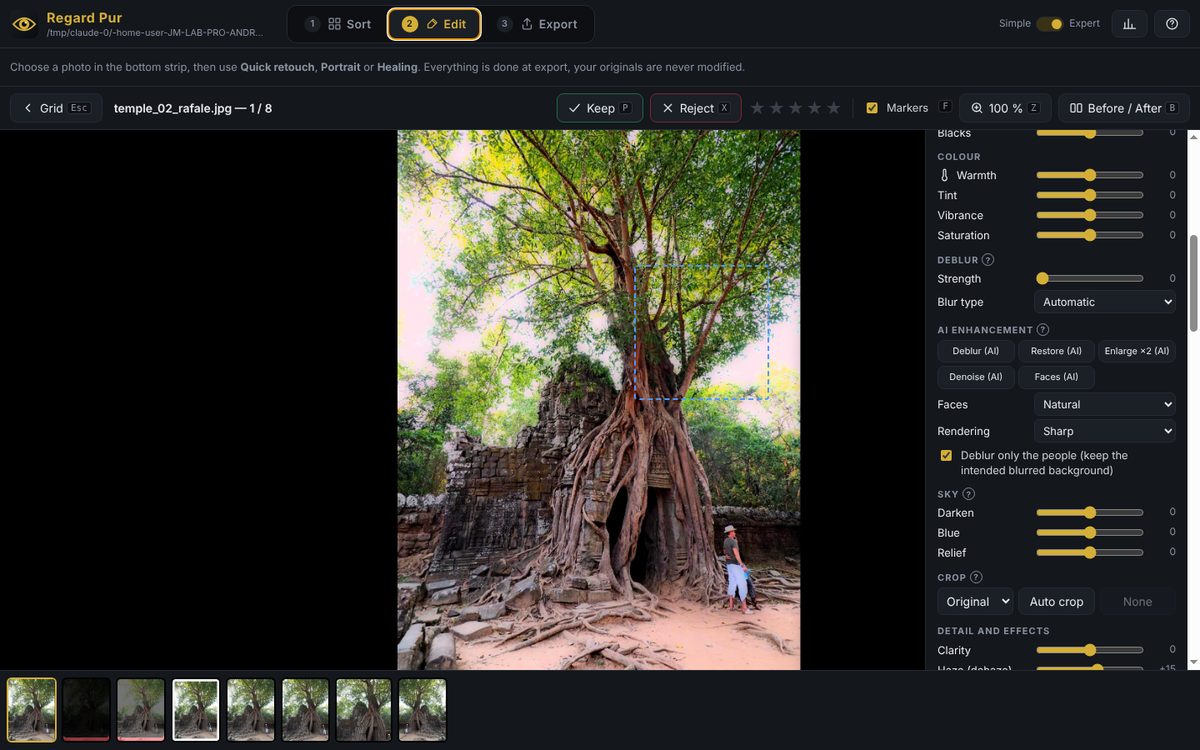 Regard Pur
/tmp/claude-0/-home-user-JM-LAB-PRO-ANDR...
1 Sort
2 Edit
3 Export
Simple Expert
Choose a photo in the bottom strip, then use Quick retouch, Portrait or Healing. Everything is done at export, your originals are never modified.
Grid Esc
temple_02_rafale.jpg — 1 / 8
Keep P
Reject X
Markers F
100 % Z
Before / After B
Blacks 0
COLOUR
Warmth 0
Tint 0
Vibrance 0
Saturation 0
DEBLUR ?
Strength 0
Blur type Automatic
AI ENHANCEMENT ?
Deblur (AI) Restore (AI) Enlarge ×2 (AI)
Denoise (AI) Faces (AI)
Faces Natural
Rendering Sharp
Deblur only the people (keep the
intended blurred background)
SKY ?
Darken 0
Blue 0
Relief 0
CROP ?
Original Auto crop None
DETAIL AND EFFECTS
Clarity 0
Haze (dehaze) +15